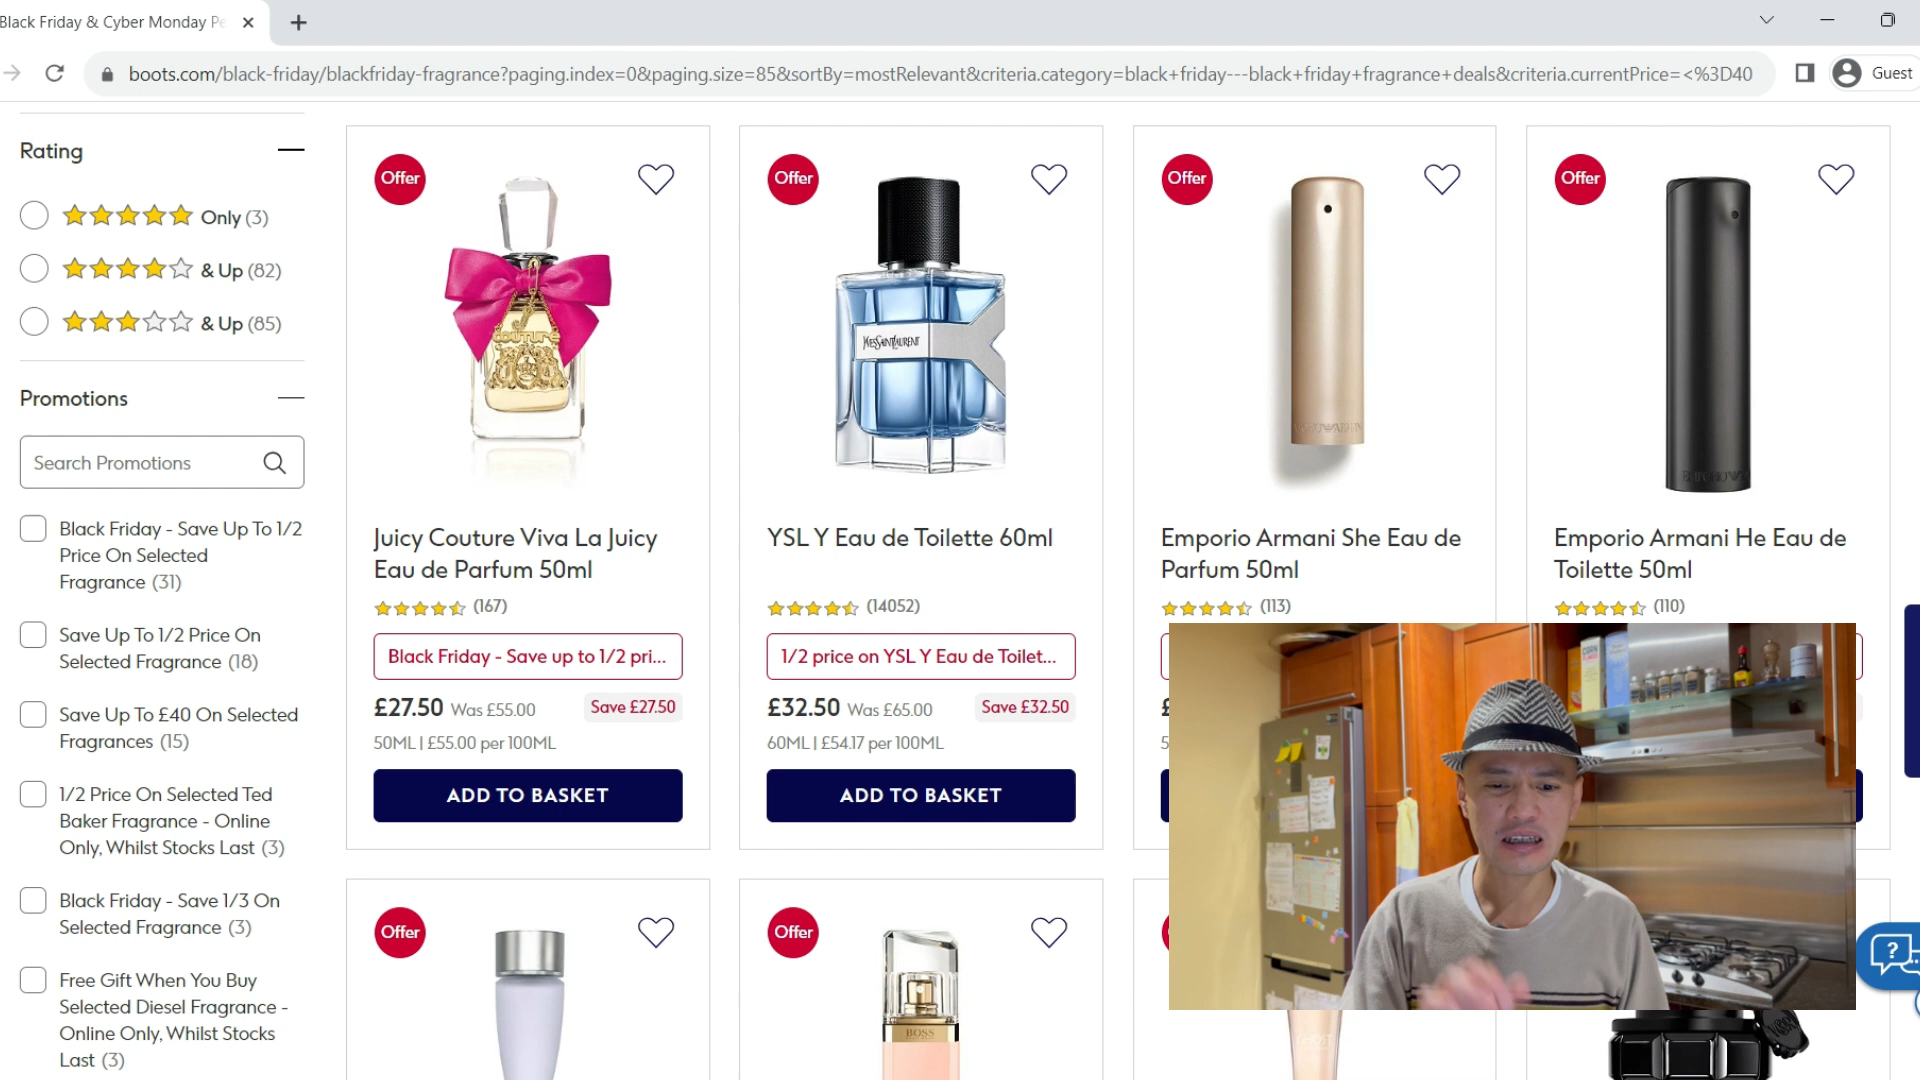 Black Friday & Cyber Monday Pe
boots.com/black-friday/blackfriday-fragrance?paging.index=0&paging.size=85&sortBy=mostRelevant&criteria.category=black+friday---black+friday+fragrance+deals&criteria.currentPrice=<%3D40
Guest
Rating
Only (3)
& Up (82)
& Up (85)
Promotions
Search Promotions
Black Friday - Save Up To 1/2
Price On Selected
Fragrance (31)
Save Up To 1/2 Price On
Selected Fragrance (18)
Save Up To £40 On Selected
Fragrances (15)
1/2 Price On Selected Ted
Baker Fragrance - Online
Only, Whilst Stocks Last (3)
Black Friday - Save 1/3 On
Selected Fragrance (3)
Free Gift When You Buy
Selected Diesel Fragrance -
Online Only, Whilst Stocks
Last (3)
Offer
couture
Juicy Couture Viva La Juicy
Eau de Parfum 50ml
(167)
Black Friday - Save up to 1/2 pri...
£27.50 Was £55.00 Save £27.50
50ML | £55.00 per 100ML
ADD TO BASKET
Offer
YVESSAINTLAURENT
YSL Y Eau de Toilette 60ml
(14052)
1/2 price on YSL Y Eau de Toilet...
£32.50 Was £65.00 Save £32.50
60ML | £54.17 per 100ML
ADD TO BASKET
Offer
Emporio Armani She Eau de
Parfum 50ml
(113)
£
5
Offer
Emporio Armani He Eau de
Toilette 50ml
(110)
Offer
Offer
BOSS
GHOST